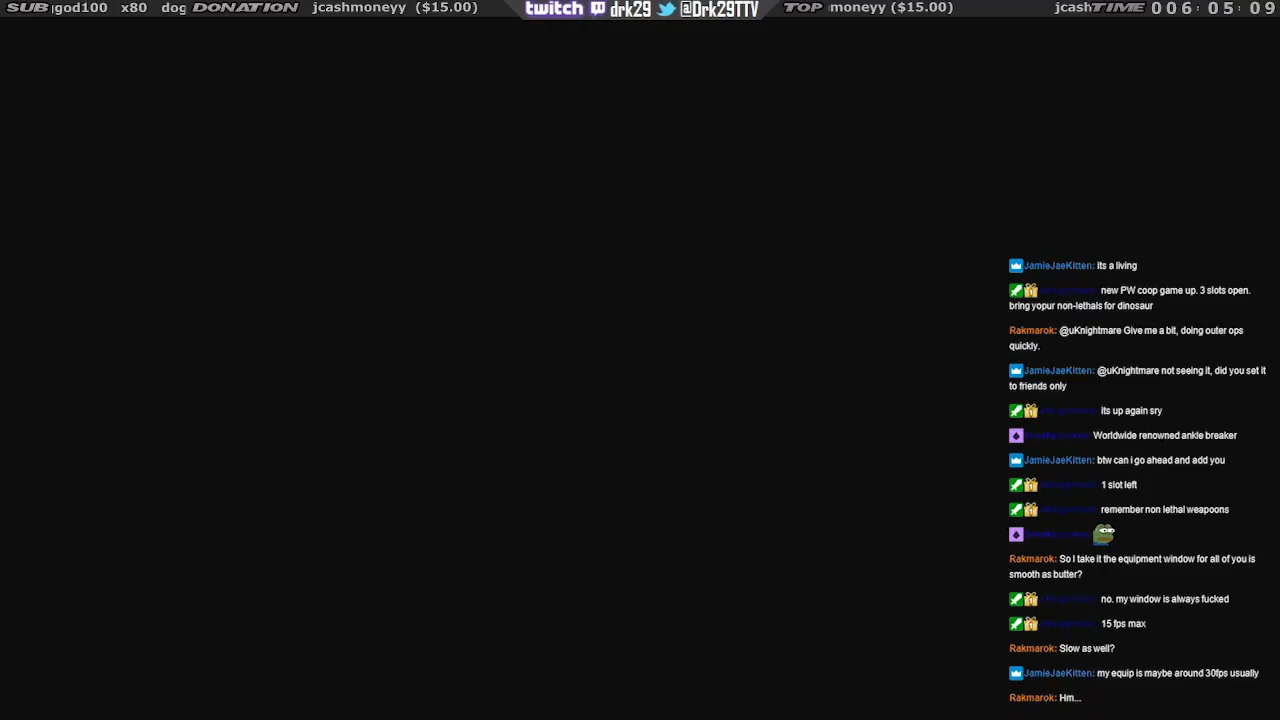 SUB god100 x80 dog DONATION jcashmoneyy ($15.00) twitch drk29 @Drk29TTV TOP moneyy ($15.00) jcash TIME 006:05:09
JamieJaeKitten: its a living
new PW coop game up. 3 slots open.
bring yopur non-lethals for dinosaur
Rakmarok: @uKnightmare Give me a bit, doing outer ops
quickly.
JamieJaeKitten: @uKnightmare not seeing it, did you set it
to friends only
its up again sry
Worldwide renowned ankle breaker
JamieJaeKitten: btw can i go ahead and add you
1 slot left
remember non lethal weapons
Rakmarok: So I take it the equipment window for all of you is
smooth as butter?
no. my window is always fucked
15 fps max
Rakmarok: Slow as well?
JamieJaeKitten: my equip is maybe around 30fps usually
Rakmarok: Hm...